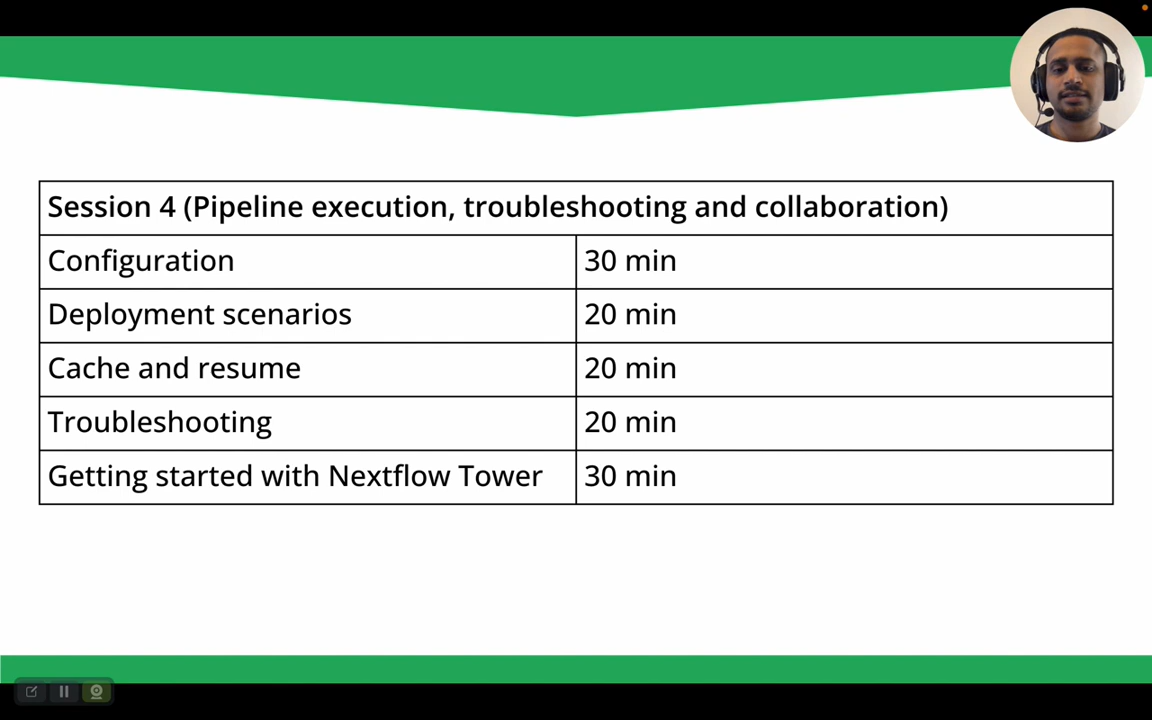 Session 4 (Pipeline execution, troubleshooting and collaboration)
Configuration 30 min
Deployment scenarios 20 min
Cache and resume 20 min
Troubleshooting 20 min
Getting started with Nextflow Tower 30 min